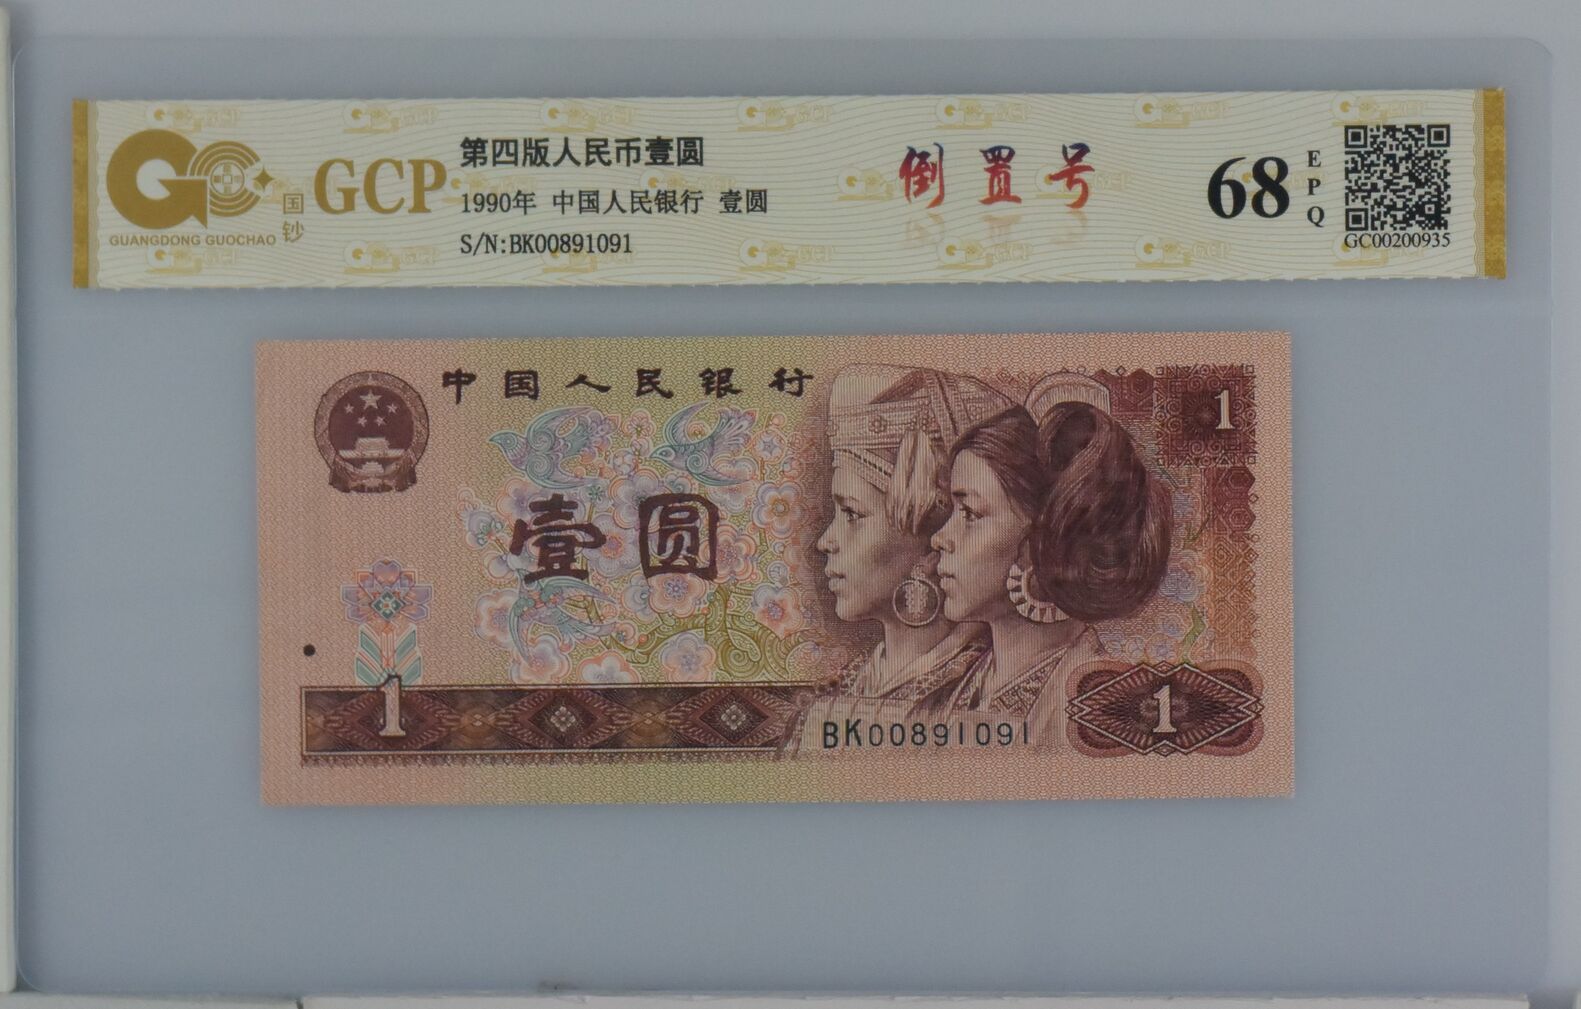 GCP
国钞
GUANGDONG GUOCHAO
第四版人民币壹圆
1990年 中国人民银行 壹圆
S/N:BK00891091
倒置号
68
EPQ
GC00200935
中国人民银行
1
壹圆
1
BK00891091
1